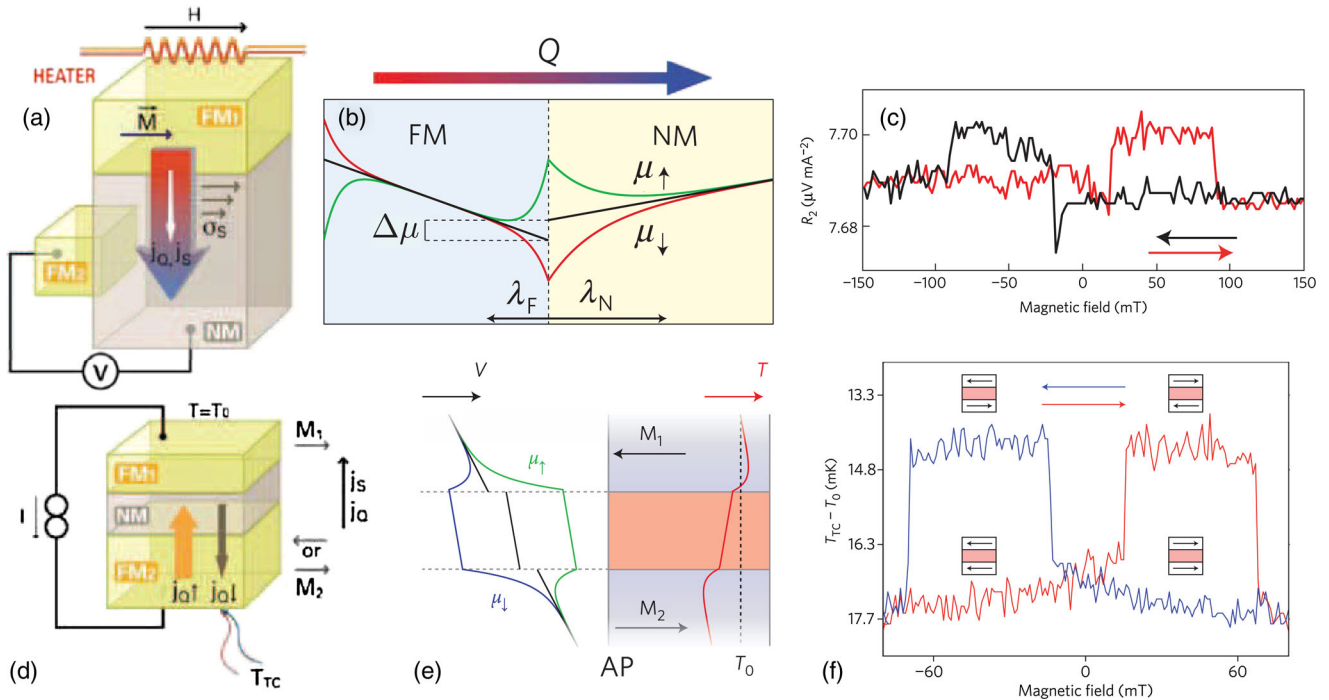 H
HEATER
(a)
M
FM1
σS
jQ, jS
FM2
NM
V
Q
(b)
FM
NM
μ↑
Δμ
μ↓
λF
λN
(c)
R2 (μV mA−2)
7.70
7.68
−150
−100
−50
0
50
100
150
Magnetic field (mT)
T=T0
M1
FM1
jS
jQ
I
NM
or
FM2
M2
jQ↑
jQ↓
TTC
(d)
V
T
μ↑
M1
μ↓
M2
(e)
AP
T0
TTC − T0 (mK)
13.3
14.8
16.3
17.7
−60
0
60
(f)
Magnetic field (mT)